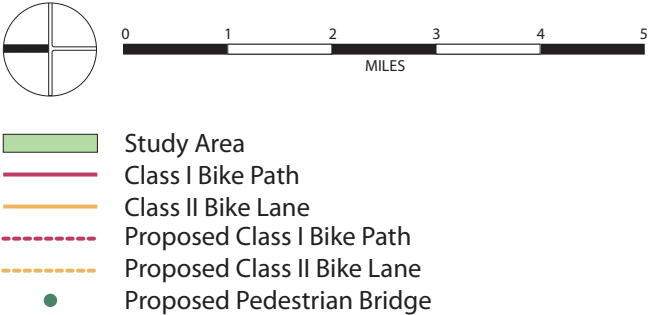 0 1 2 3 4 5
MILES
Study Area
Class I Bike Path
Class II Bike Lane
Proposed Class I Bike Path
Proposed Class II Bike Lane
Proposed Pedestrian Bridge